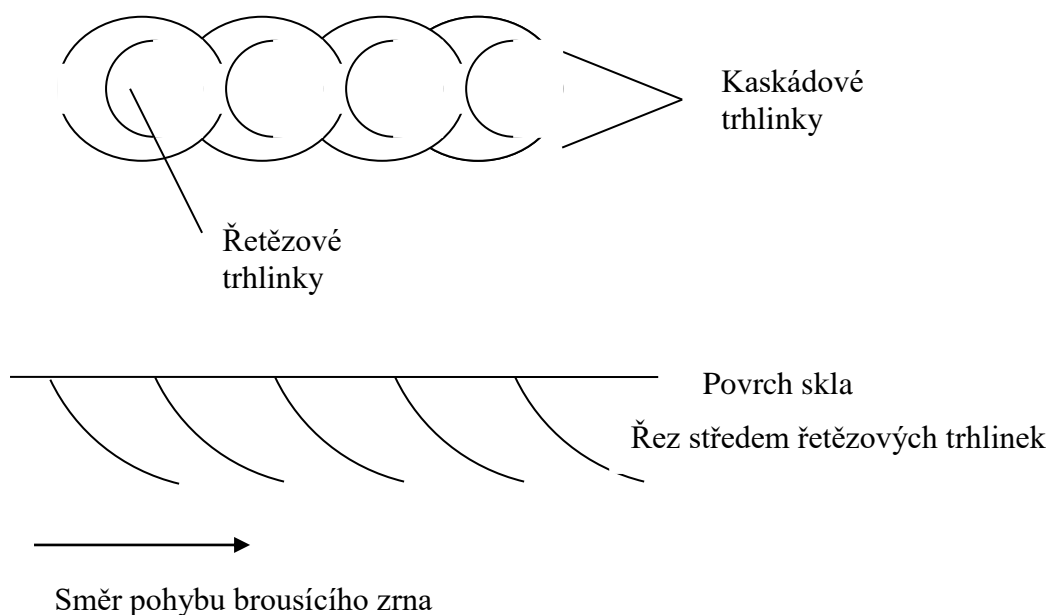 Kaskádové
trhlinky
Řetězové
trhlinky
Povrch skla
Řez středem řetězových trhlinek
Směr pohybu brousícího zrna